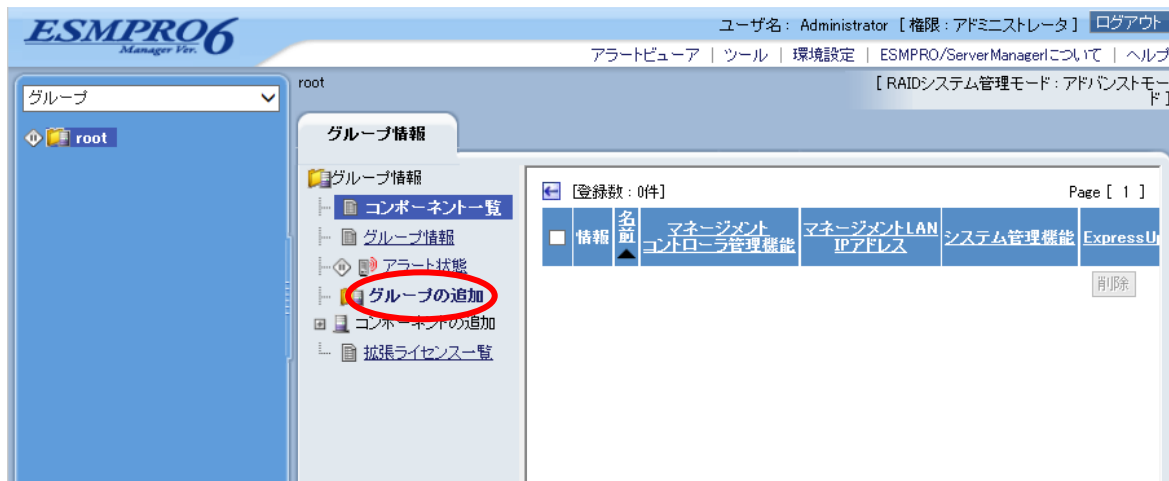 ESMPRO6
Manager Ver.
ユーザ名： Administrator [ 権限：アドミニストレータ ] ログアウト
アラートビューア | ツール | 環境設定 | ESMPRO/ServerManagerについて | ヘルプ
グループ
root
root
[ RAIDシステム管理モード：アドバンストモー
ド ]
グループ情報
グループ情報
コンポーネント一覧
グループ情報
アラート状態
グループの追加
コンポーネントの追加
拡張ライセンス一覧
[登録数：0件]
Page [ 1 ]
情報
名前
マネージメント
コントローラ管理機能
マネージメントLAN
IPアドレス
システム管理機能
ExpressU
削除